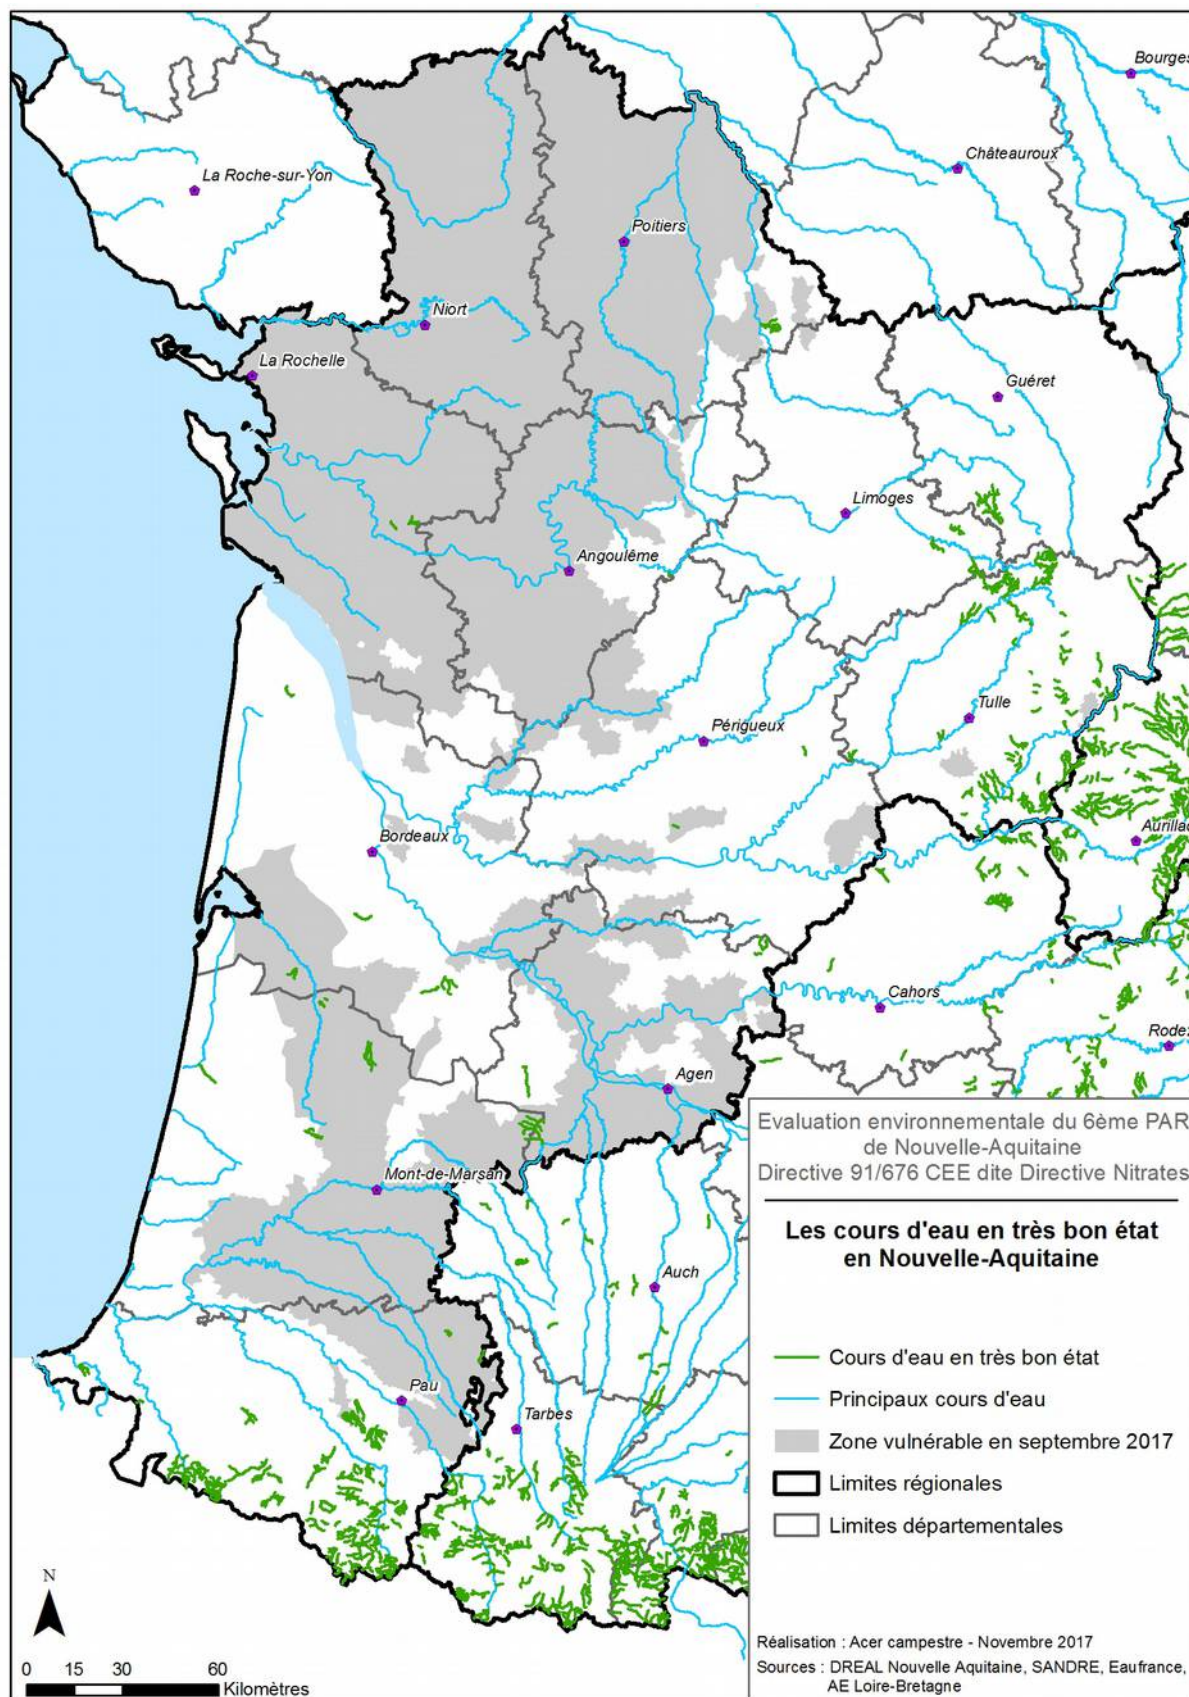 Bourges
Châteauroux
La Roche-sur-Yon
Poitiers
Niort
La Rochelle
Guéret
Limoges
Angoulême
Tulle
Périgueux
Bordeaux
Aurillac
Cahors
Rodez
Agen
Mont-de-Marsan
Auch
Pau
Tarbes
Evaluation environnementale du 6ème PAR
de Nouvelle-Aquitaine
Directive 91/676 CEE dite Directive Nitrates
Les cours d'eau en très bon état
en Nouvelle-Aquitaine
Cours d'eau en très bon état
Principaux cours d'eau
Zone vulnérable en septembre 2017
Limites régionales
Limites départementales
N
0 15 30 60
Kilomètres
Réalisation : Acer campestre - Novembre 2017
Sources : DREAL Nouvelle Aquitaine, SANDRE, Eaufrance,
AE Loire-Bretagne